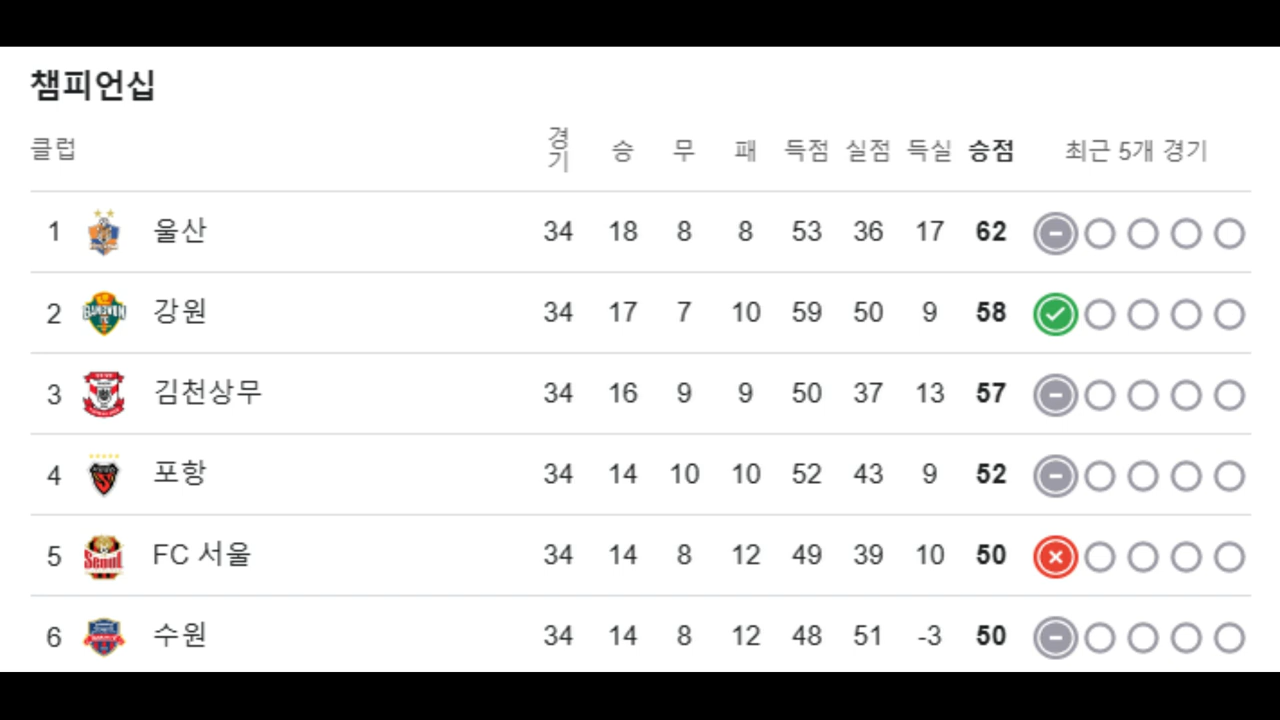 챔피언십
클럽 경기 승 무 패 득점 실점 득실 승점 최근 5개 경기
1 울산 34 18 8 8 53 36 17 62
2 강원 34 17 7 10 59 50 9 58
3 김천상무 34 16 9 9 50 37 13 57
4 포항 34 14 10 10 52 43 9 52
5 Seoul FC 서울 34 14 8 12 49 39 10 50
6 수원 34 14 8 12 48 51 -3 50